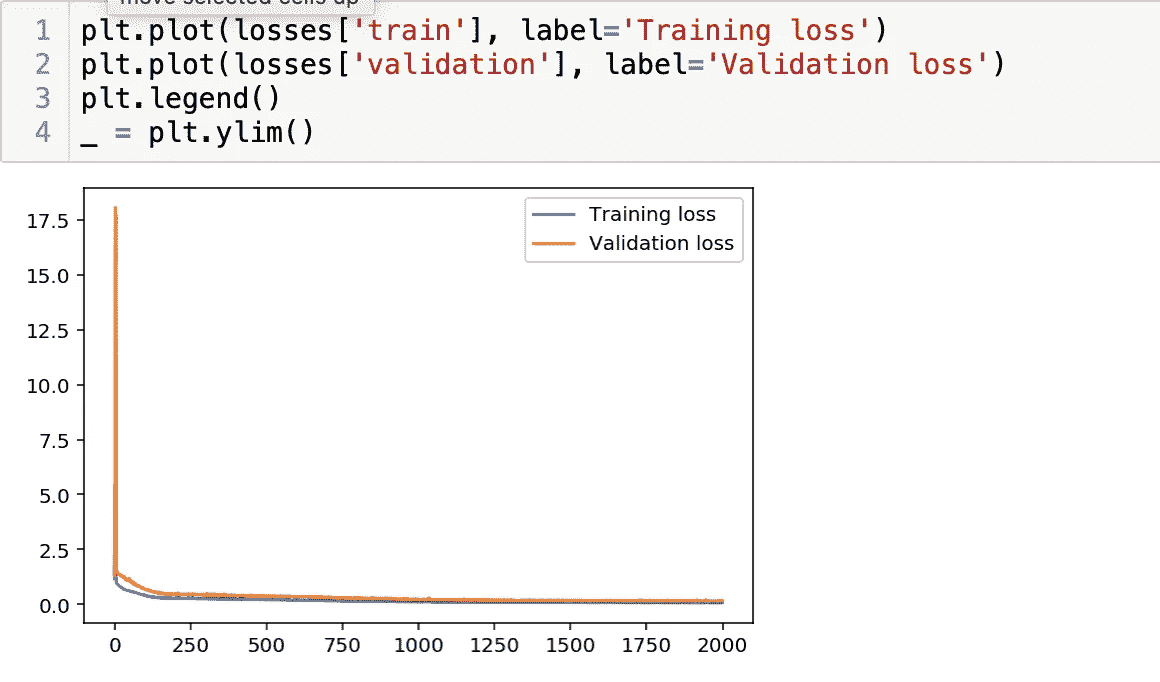 move selected cells up
1 plt.plot(losses['train'], label='Training loss')
2 plt.plot(losses['validation'], label='Validation loss')
3 plt.legend()
4 _ = plt.ylim()
17.5
Training loss
Validation loss
15.0
12.5
10.0
7.5
5.0
2.5
0.0
0 250 500 750 1000 1250 1500 1750 2000